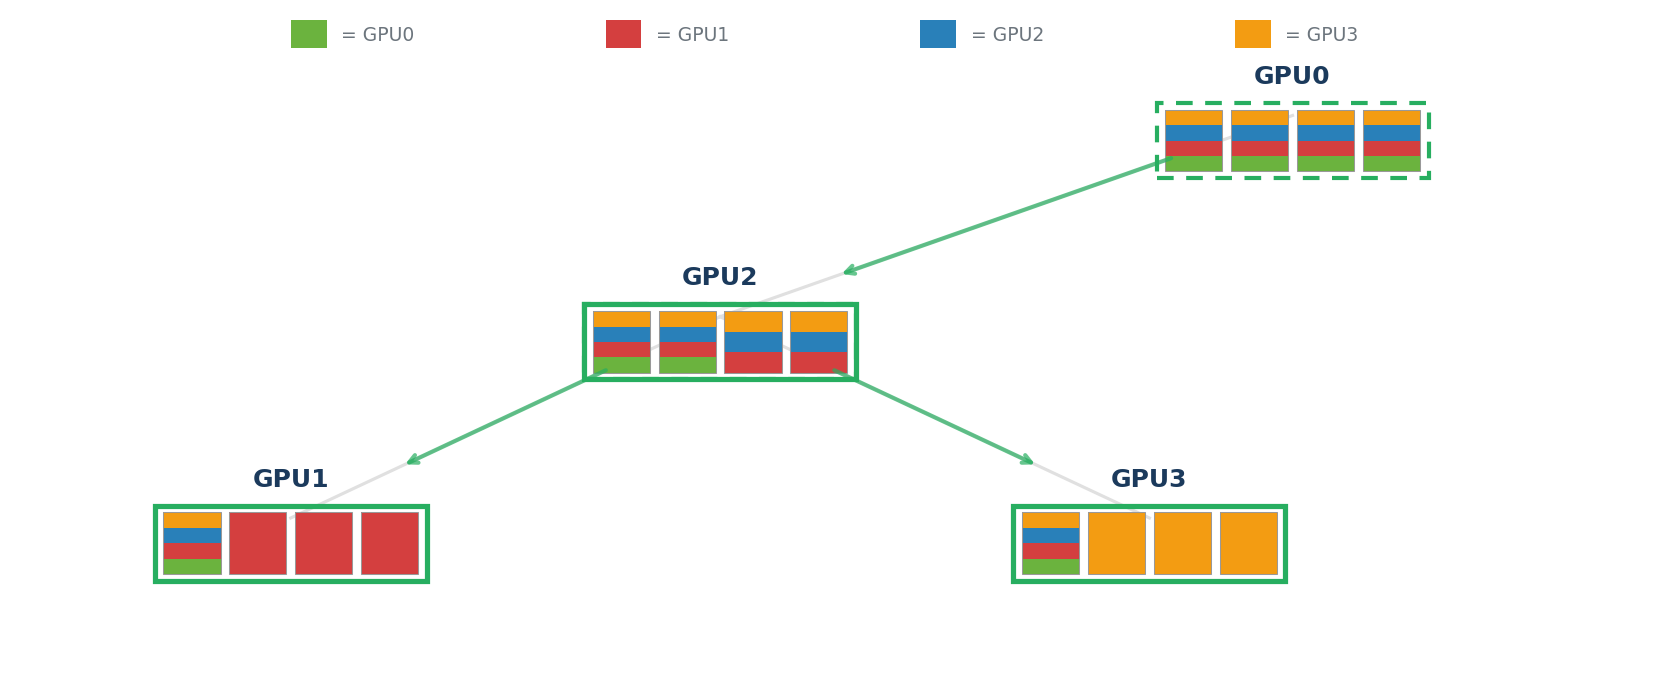 = GPU0
= GPU1
= GPU2
= GPU3
GPU0
GPU2
GPU1
GPU3